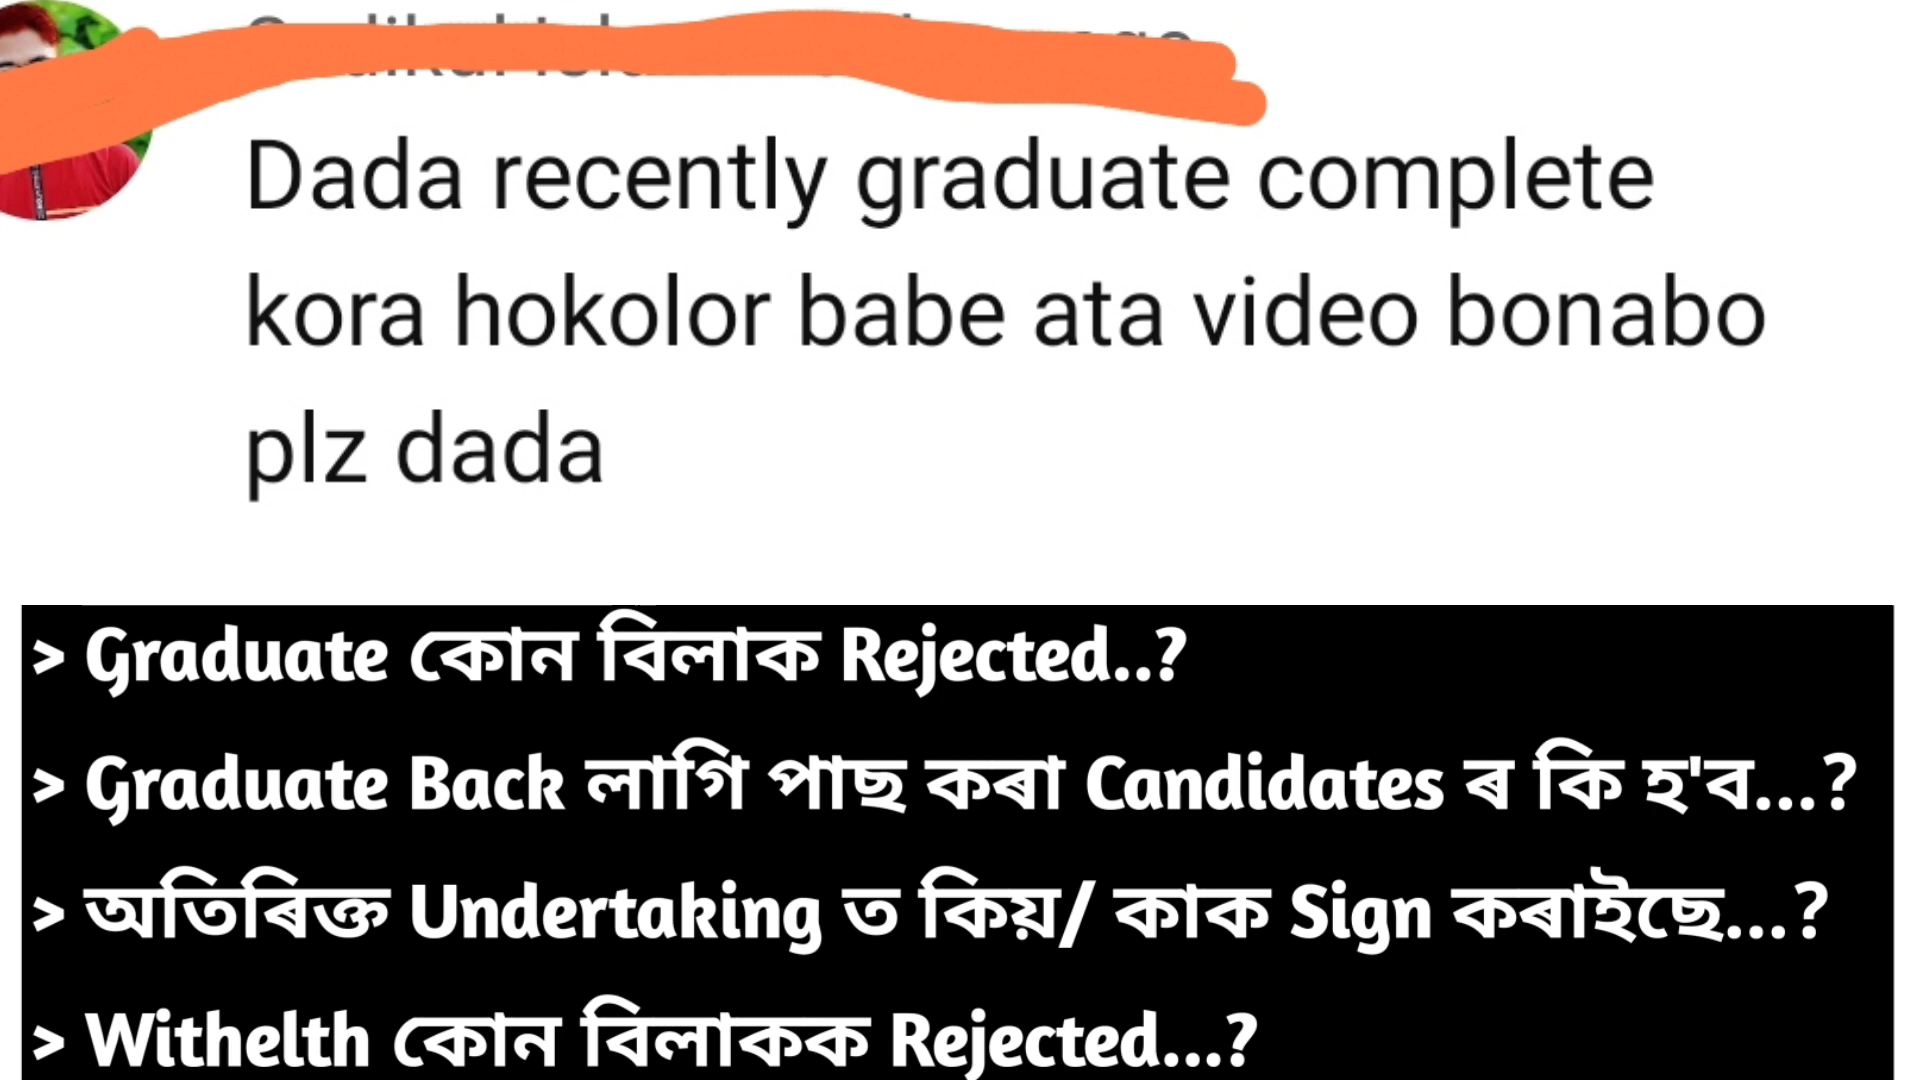 Dada recently graduate complete
kora hokolor babe ata video bonabo
plz dada
> Graduate কোন বিলাক Rejected..?
> Graduate Back লাগি পাছ কৰা Candidates ৰ কি হ'ব...?
> অতিৰিক্ত Undertaking ত কিয়/ কাক Sign কৰাইছে...?
> Withelth কোন বিলাকক Rejected...?